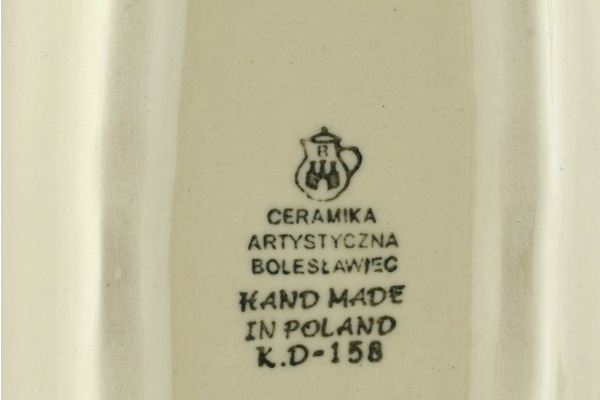 B
CERAMIKA
ARTYSTYCZNA
BOLESŁAWIEC
HAND MADE
IN POLAND
K.D-158